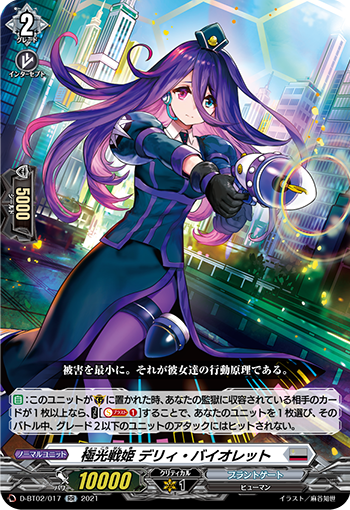 2
グレード
インターセプト
5000
シールド
被害を最小に。それが彼女達の行動原理である。
自:このユニットが Ⓡ に置かれた時、あなたの監獄に収容されている相手のカー
ドが1枚以上なら、【コスト】[ブラスト 1]することで、あなたのユニットを1枚選び、その
バトル中、グレード2以下のユニットのアタックにはヒットされない。
ノーマルユニット
極光戦姫 デリィ・バイオレット
パワー
10000
クリティカル
1
ブラントゲート
ヒューマン
D-BT02/017 RR 2021
イラスト/麻谷知世